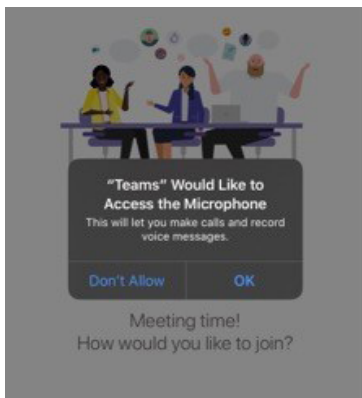 “Teams” Would Like to
Access the Microphone
This will let you make calls and record
voice messages.
Don't Allow
OK
Meeting time!
How would you like to join?